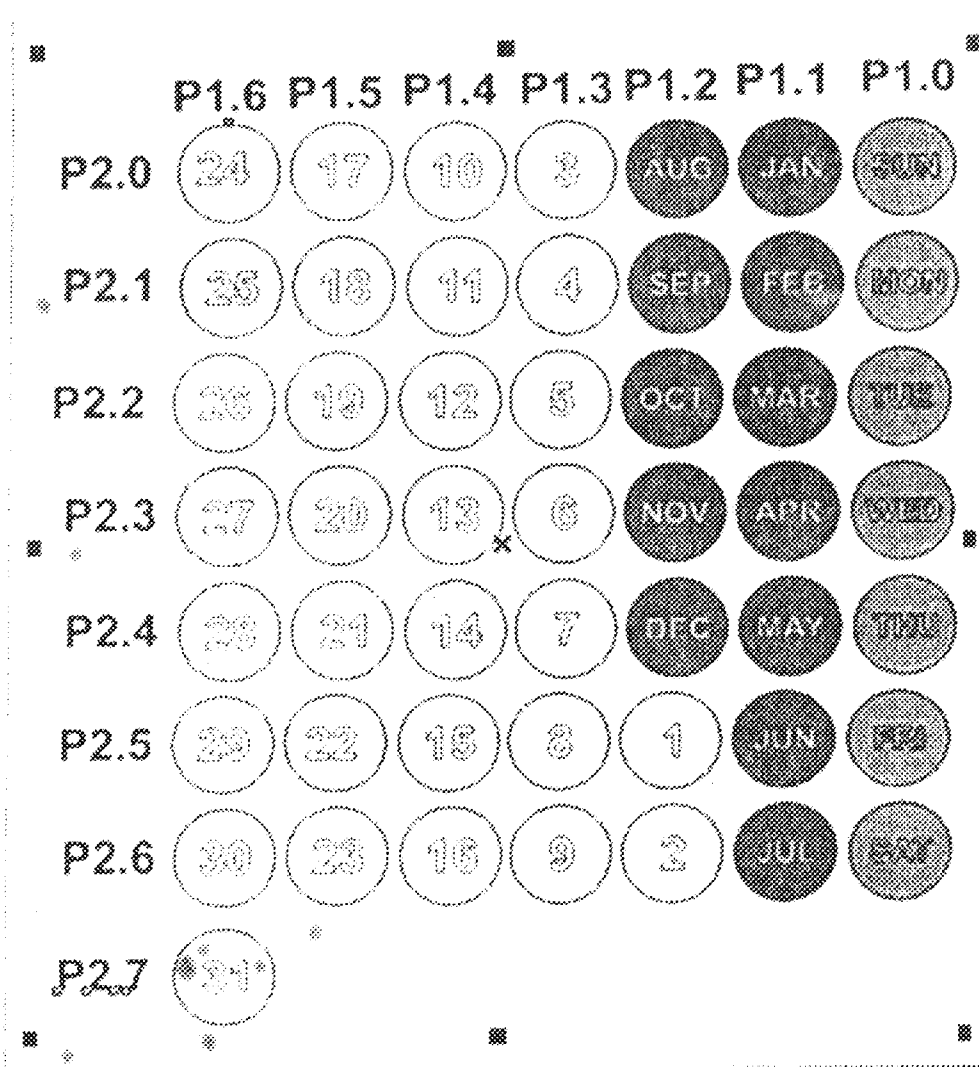 P1.6 P1.5 P1.4 P1.3 P1.2 P1.1 P1.0
P2.0 24 17 10 3 AUG JAN SUN
P2.1 25 18 11 4 SEP FEB MON
P2.2 26 19 12 5 OCT MAR TUE
P2.3 27 20 13 6 NOV APR WED
P2.4 28 21 14 7 DEC MAY THU
P2.5 29 22 15 8 1 JUN FRI
P2.6 30 23 16 9 2 JUL SAT
P2.7 31